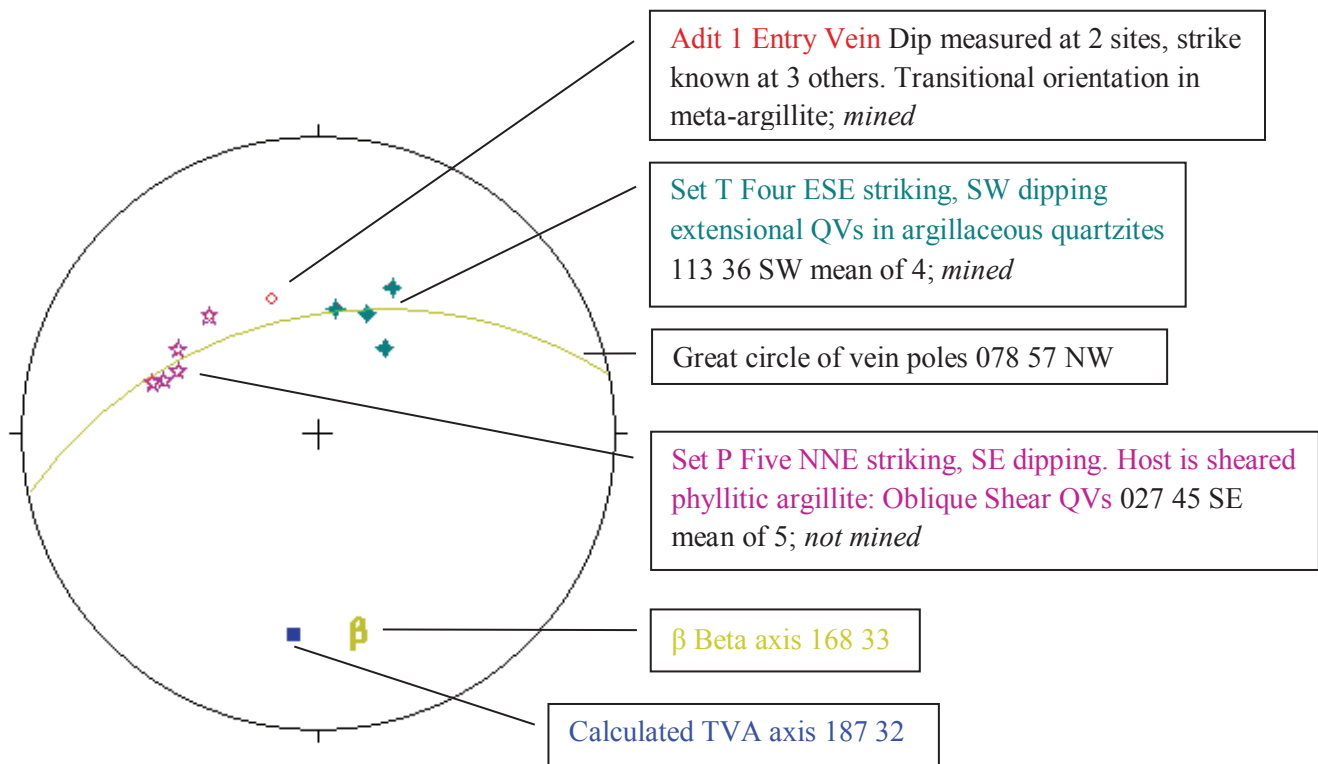 Adit 1 Entry Vein Dip measured at 2 sites, strike
known at 3 others. Transitional orientation in
meta-argillite; mined
Set T Four ESE striking, SW dipping
extensional QVs in argillaceous quartzites
113 36 SW mean of 4; mined
Great circle of vein poles 078 57 NW
Set P Five NNE striking, SE dipping. Host is sheared
phyllitic argillite: Oblique Shear QVs 027 45 SE
mean of 5; not mined
β
β Beta axis 168 33
Calculated TVA axis 187 32